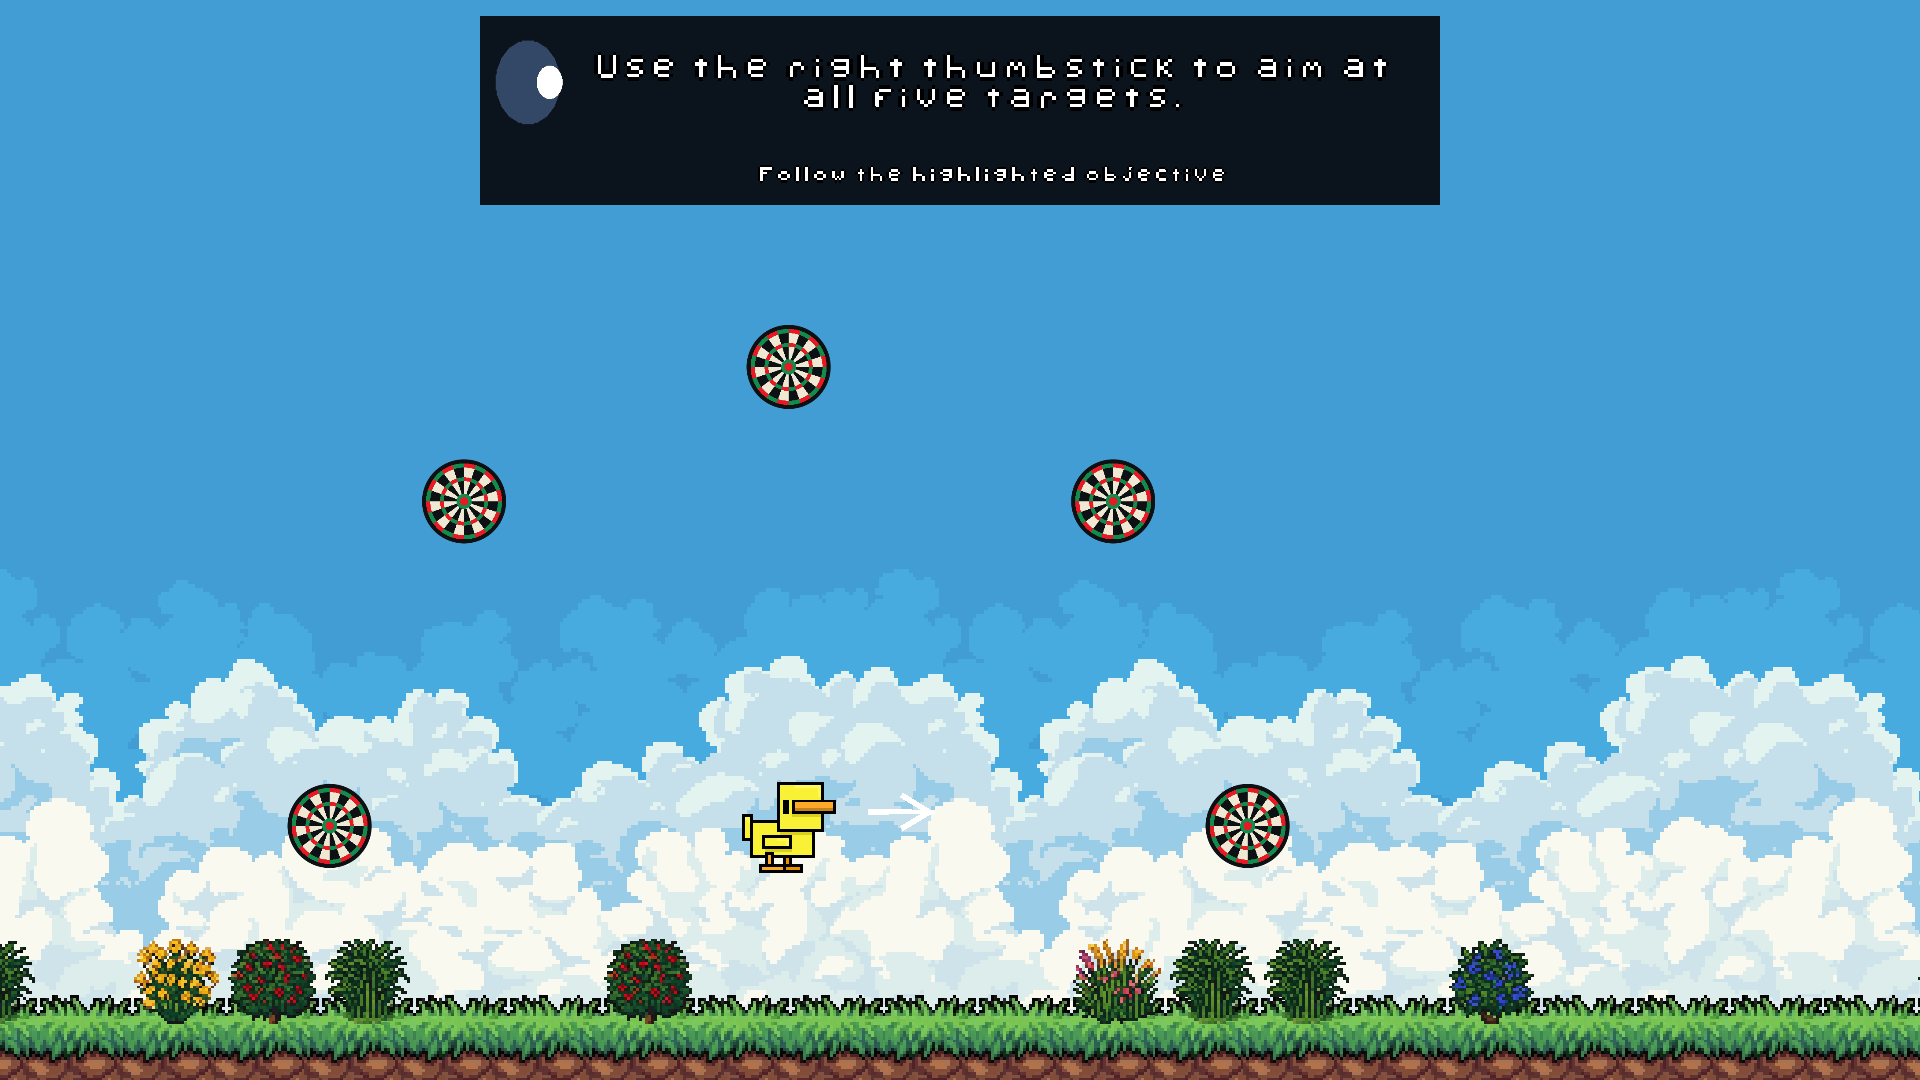 Use the right thumbstick to aim at
all five targets.
Follow the highlighted objective